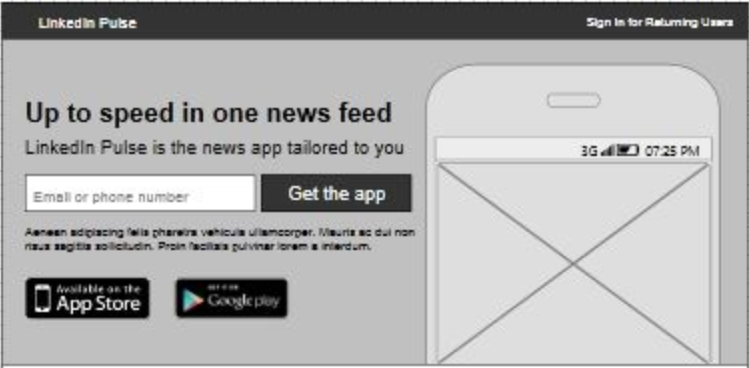 LinkedIn Pulse
Sign in for Returning Users
Up to speed in one news feed
LinkedIn Pulse is the news app tailored to you
Email or phone number
Get the app
Aenean adipiscing felis pharetra vehicula ullamcorper. Mauris ac dui non
risus sagittis sollicitudin. Proin facilisis pulvinar lorem a interdum.
Available on the
App Store
GET IT ON
Google play
3G 07:25 PM